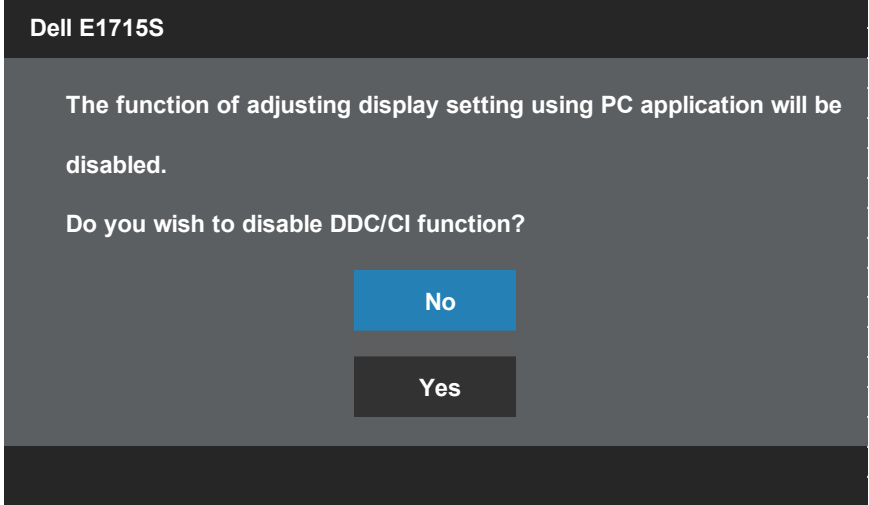 Dell E1715S
The function of adjusting display setting using PC application will be
disabled.
Do you wish to disable DDC/CI function?
No
Yes